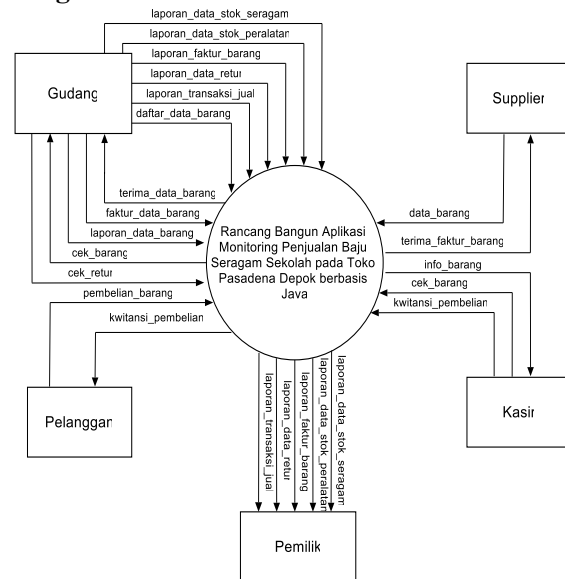 laporan_data_stok_seragam
laporan_data_stok_peralatan
laporan_faktur_barang
laporan_data_retur
laporan_transaksi_jual
daftar_data_barang
Gudang
Supplier
terima_data_barang
faktur_data_barang
laporan_data_barang
cek_barang
cek_retur
pembelian_barang
kwitansi_pembelian
Rancang Bangun Aplikasi
Monitoring Penjualan Baju
Seragam Sekolah pada Toko
Pasadena Depok berbasis
Java
data_barang
terima_faktur_barang
info_barang
cek_barang
kwitansi_pembelian
Pelanggan
Kasir
laporan_transaksi_jual
laporan_data_retur
laporan_faktur_barang
laporan_data_stok_peralatan
laporan_data_stok_seragam
Pemilik